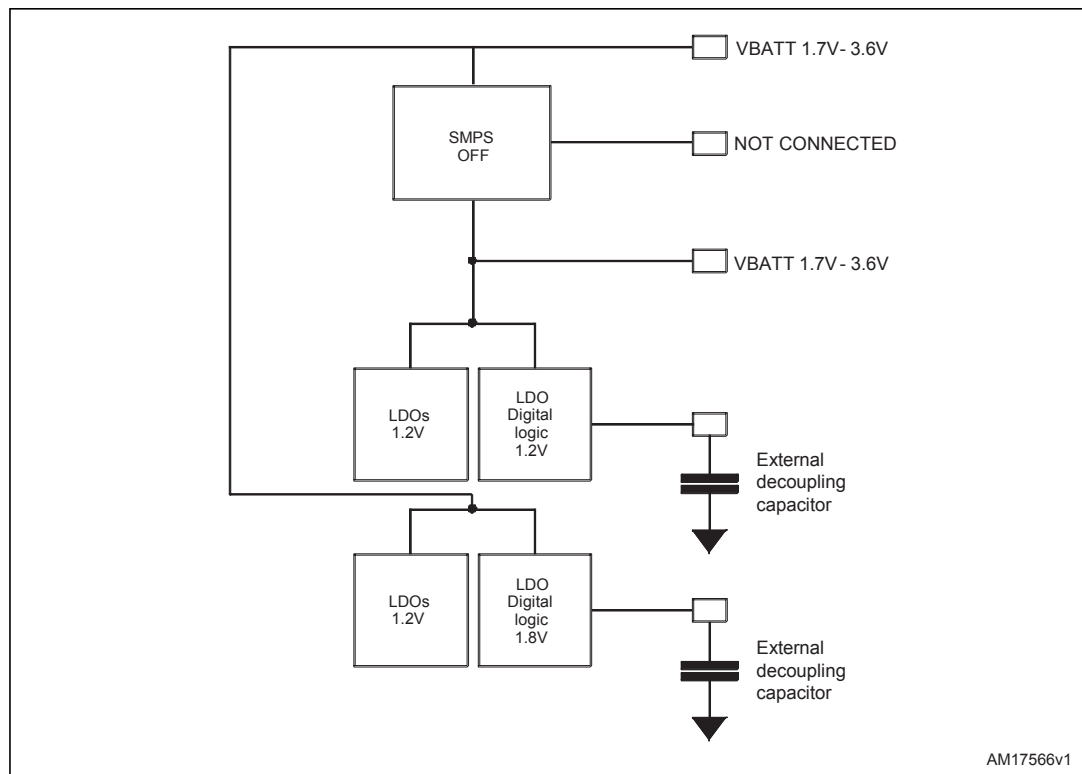 VBATT 1.7V- 3.6V
SMPS
OFF
NOT CONNECTED
VBATT 1.7V - 3.6V
LDOs
1.2V
LDO
Digital
logic
1.2V
External
decoupling
capacitor
LDOs
1.2V
LDO
Digital
logic
1.8V
External
decoupling
capacitor
AM17566v1